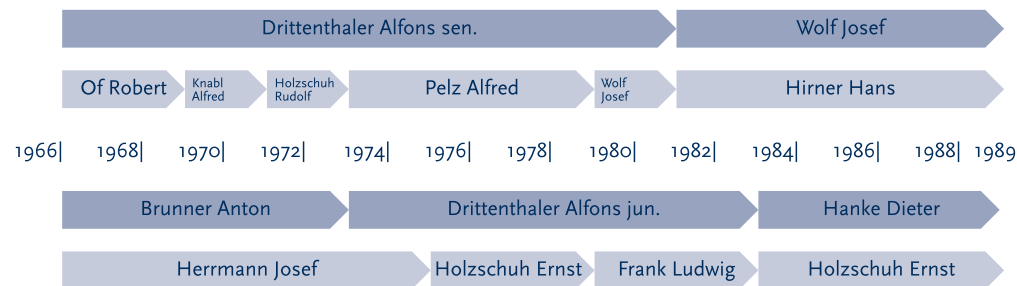 Drittenthaler Alfons sen. Wolf Josef
Of Robert Knabl Alfred Holzschuh Rudolf Pelz Alfred Wolf Josef Hirner Hans
1966| 1968| 1970| 1972| 1974| 1976| 1978| 1980| 1982| 1984| 1986| 1988| 1989
Brunner Anton Drittenthaler Alfons jun. Hanke Dieter
Herrmann Josef Holzschuh Ernst Frank Ludwig Holzschuh Ernst